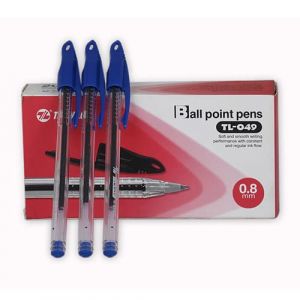 Ball point pens
TL-049
Soft and smooth writing
performance with constant
and regular ink flow.
0.8
mm